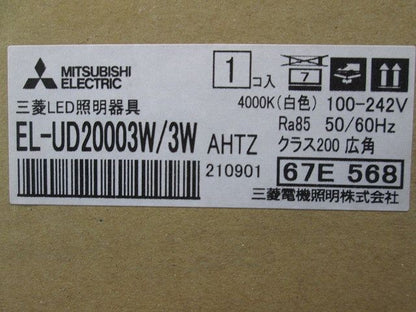 MITSUBISHI
ELECTRIC
1コ入
7
三菱LED照明器具
4000K(白色) 100-242V
EL-UD20003W/3W AHTZ
Ra85 50/60Hz
クラス200 広角
210901
67E 568
三菱電機照明株式会社